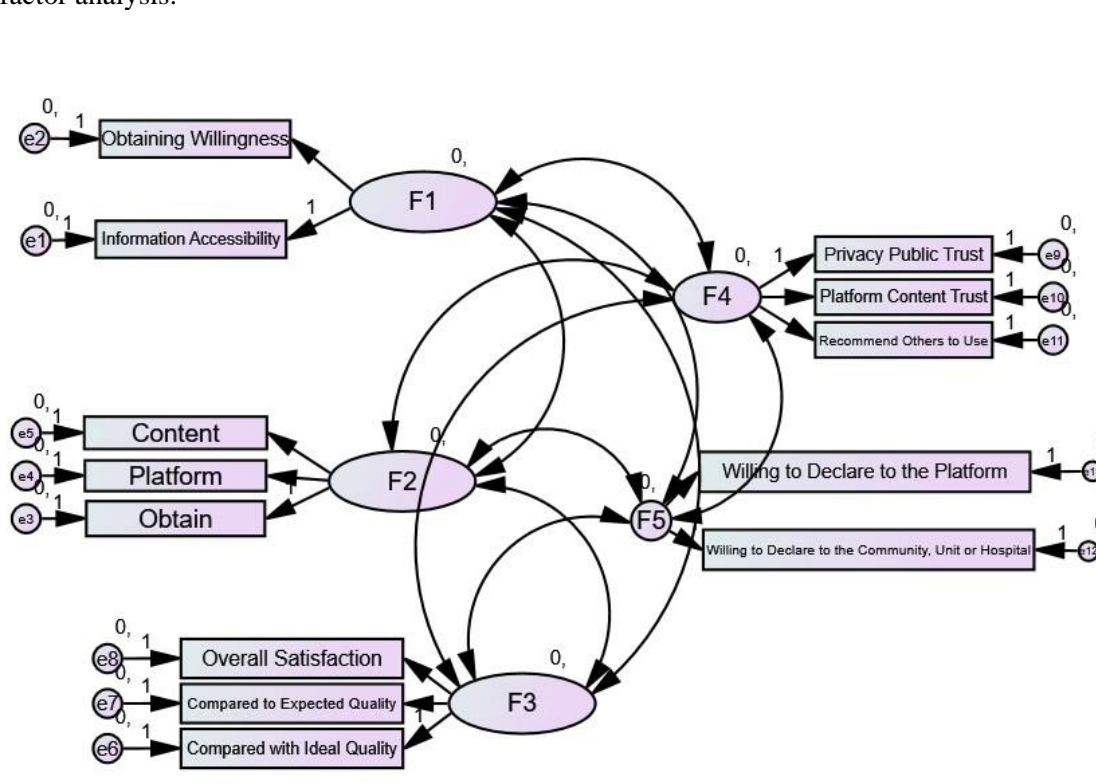 factor analysis.
0,
e2
1
Obtaining Willingness
0,
F1
0,
e1
1
Information Accessibility
1
0,
F4
1
Privacy Public Trust
1
0,
e9
Platform Content Trust
1
0,
e10
Recommend Others to Use
1
0,
e11
0,
e5
1
Content
0,
e4
1
Platform
0,
e3
1
Obtain
1
0,
F2
0,
F5
Willing to Declare to the Platform
1
Willing to Declare to the Community, Unit or Hospital
1
e12
0,
e8
1
Overall Satisfaction
0,
e7
1
Compared to Expected Quality
0,
e6
1
Compared with Ideal Quality
1
0,
F3